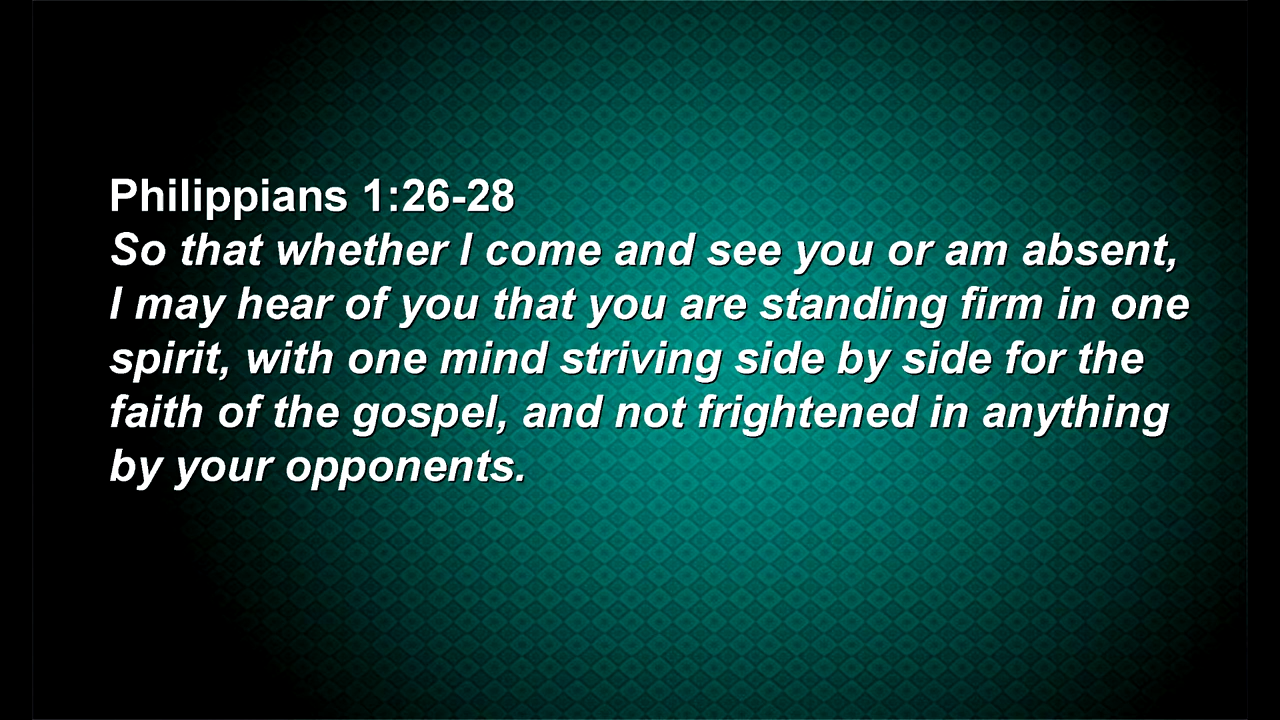 Philippians 1:26-28
So that whether I come and see you or am absent,
I may hear of you that you are standing firm in one
spirit, with one mind striving side by side for the
faith of the gospel, and not frightened in anything
by your opponents.